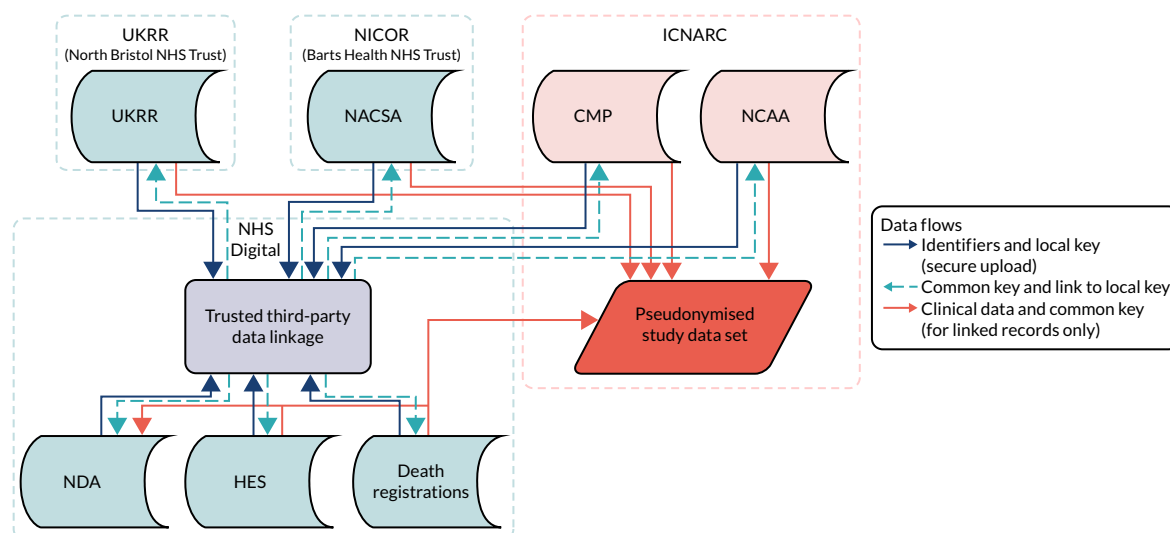 UKRR
(North Bristol NHS Trust)
UKRR
NICOR
(Barts Health NHS Trust)
NACSA
ICNARC
CMP
NCAA
NHS
Digital
Trusted third-party
data linkage
Pseudonymised
study data set
NDA
HES
Death
registrations
Data flows
Identifiers and local key
(secure upload)
Common key and link to local key
Clinical data and common key
(for linked records only)